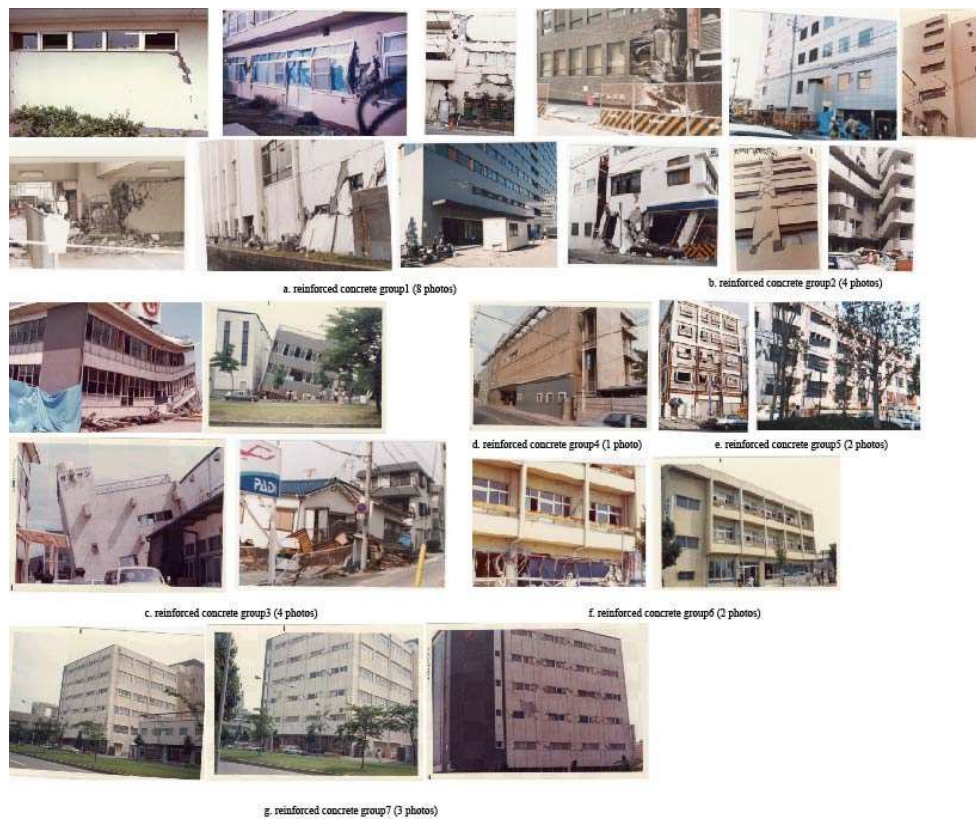 a. reinforced concrete group1 (8 photos)
b. reinforced concrete group2 (4 photos)
PADI
d. reinforced concrete group4 (1 photo)
e. reinforced concrete group5 (2 photos)
c. reinforced concrete group3 (4 photos)
f. reinforced concrete group6 (2 photos)
g. reinforced concrete group7 (3 photos)